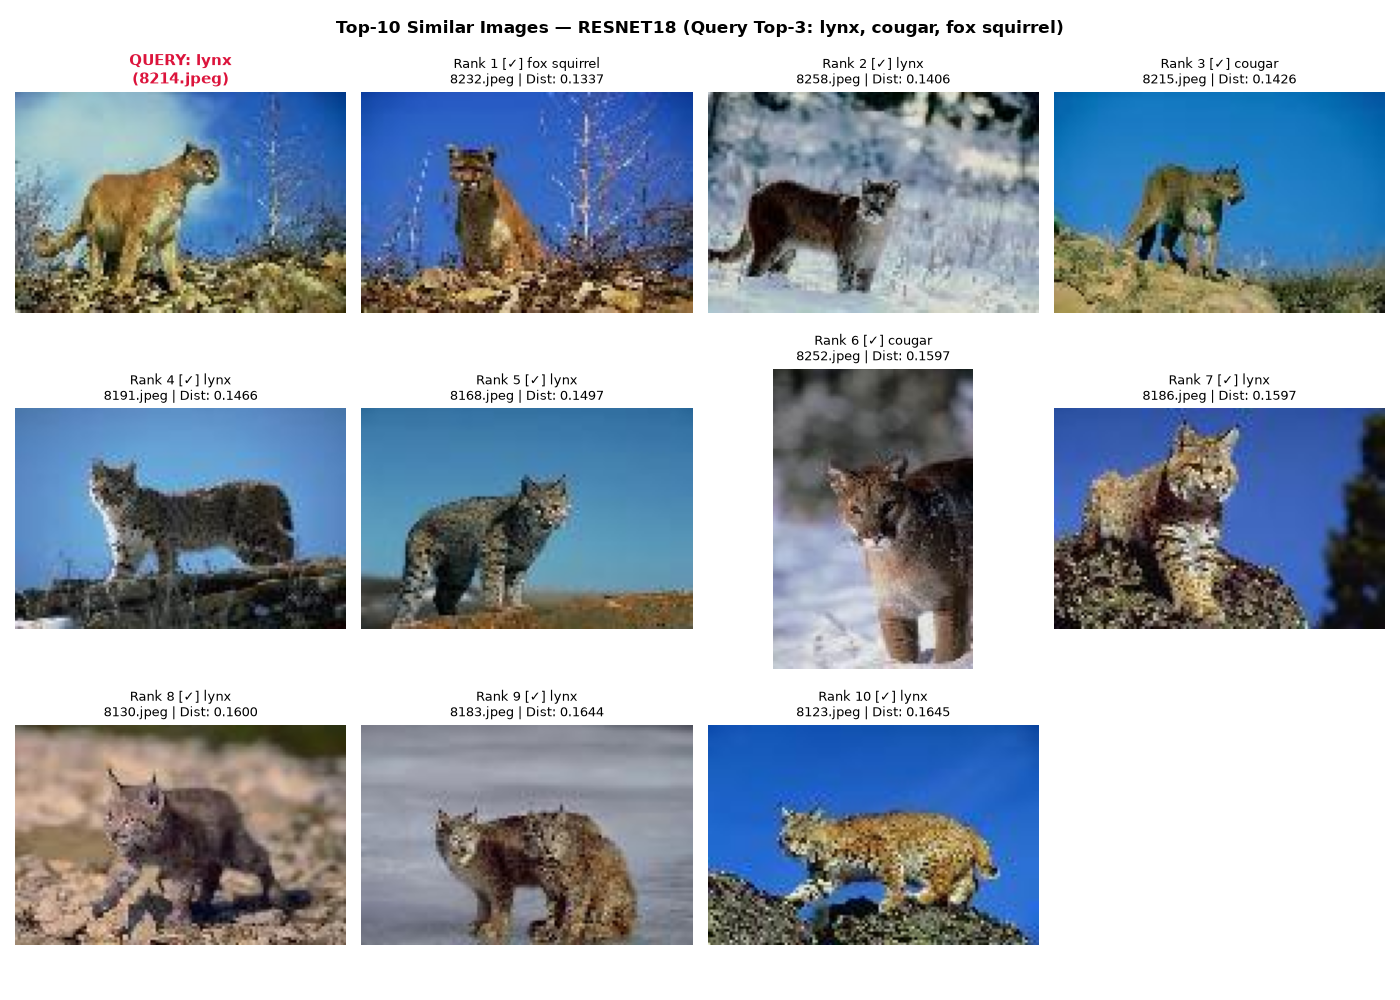 Top-10 Similar Images — RESNET18 (Query Top-3: lynx, cougar, fox squirrel)
QUERY: lynx
(8214.jpeg)
Rank 1 [✓] fox squirrel
8232.jpeg | Dist: 0.1337
Rank 2 [✓] lynx
8258.jpeg | Dist: 0.1406
Rank 3 [✓] cougar
8215.jpeg | Dist: 0.1426
Rank 4 [✓] lynx
8191.jpeg | Dist: 0.1466
Rank 5 [✓] lynx
8168.jpeg | Dist: 0.1497
Rank 6 [✓] cougar
8252.jpeg | Dist: 0.1597
Rank 7 [✓] lynx
8186.jpeg | Dist: 0.1597
Rank 8 [✓] lynx
8130.jpeg | Dist: 0.1600
Rank 9 [✓] lynx
8183.jpeg | Dist: 0.1644
Rank 10 [✓] lynx
8123.jpeg | Dist: 0.1645